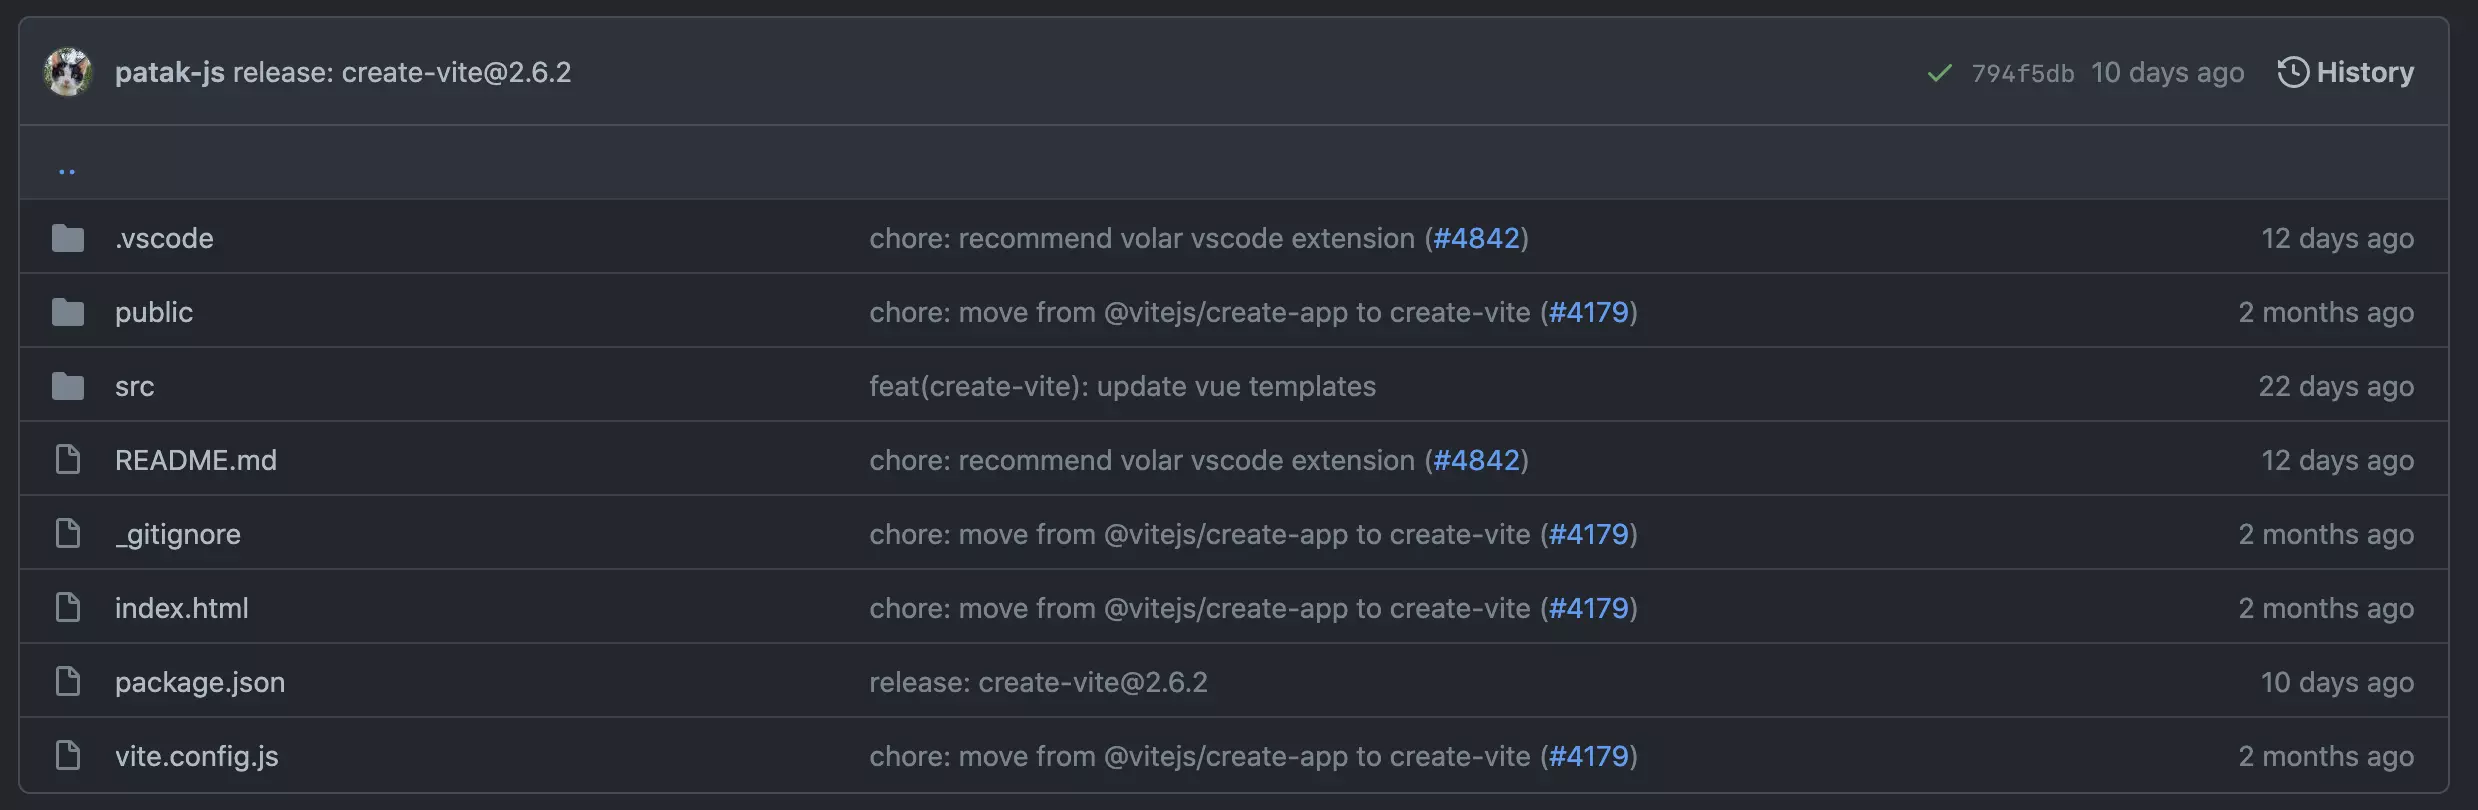 patak-js release: create-vite@2.6.2 794f5db 10 days ago History
..
.vscode chore: recommend volar vscode extension (#4842) 12 days ago
public chore: move from @vitejs/create-app to create-vite (#4179) 2 months ago
src feat(create-vite): update vue templates 22 days ago
README.md chore: recommend volar vscode extension (#4842) 12 days ago
_gitignore chore: move from @vitejs/create-app to create-vite (#4179) 2 months ago
index.html chore: move from @vitejs/create-app to create-vite (#4179) 2 months ago
package.json release: create-vite@2.6.2 10 days ago
vite.config.js chore: move from @vitejs/create-app to create-vite (#4179) 2 months ago